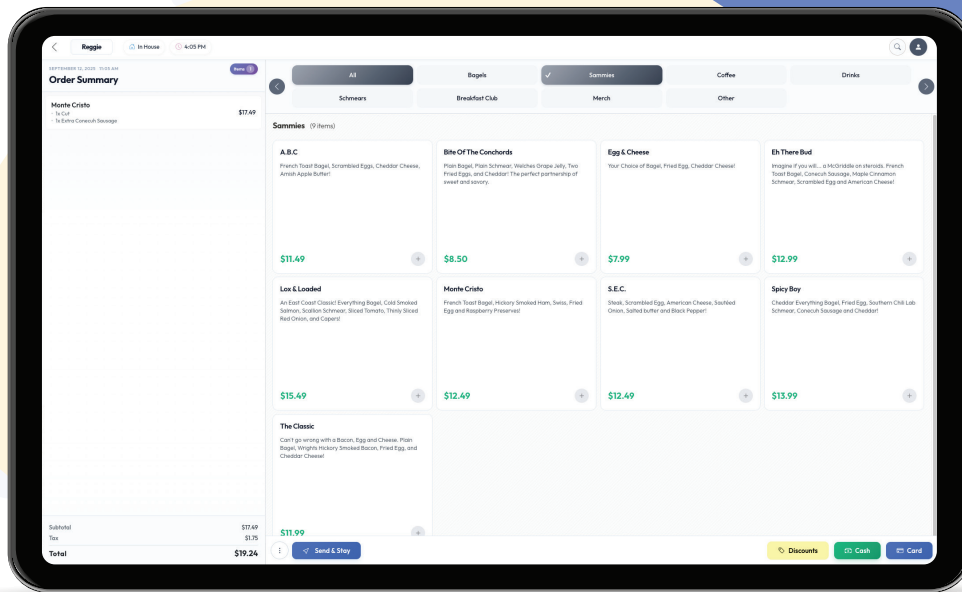 Reggie
In House
4:05 PM
SEPTEMBER 12, 2025 11:05 AM
Items 1
Order Summary
Monte Cristo
$17.49
- 1x Cut
- 1x Extra Conecuh Sausage
All
Bagels
Sammies
Coffee
Drinks
Schmears
Breakfast Club
Merch
Other
Sammies (9 items)
A.B.C
French Toast Bagel, Scrambled Eggs, Cheddar Cheese,
Amish Apple Butter!
$11.49
Bite Of The Conchords
Plain Bagel, Plain Schmear, Welches Grape Jelly, Two
Fried Eggs, and Cheddar! The perfect partnership of
sweet and savory.
$8.50
Egg & Cheese
Your Choice of Bagel, Fried Egg, Cheddar Cheese!
$7.99
Eh There Bud
Imagine if you will... a McGriddle on steroids, French
Toast Bagel, Conecuh Sausage, Maple Cinnamon
Schmear, Scrambled Egg and American Cheese!
$12.99
Lox & Loaded
An East Coast Classic! Everything Bagel, Cold Smoked
Salmon, Scallion Schmear, Sliced Tomato, Thinly Sliced
Red Onion, and Capers!
$15.49
Monte Cristo
French Toast Bagel, Hickory Smoked Ham, Swiss, Fried
Egg and Raspberry Preserves!
$12.49
S.E.C.
Steak, Scrambled Egg, American Cheese, Sautéed
Onion, Salted butter and Black Pepper!
$12.49
Spicy Boy
Cheddar Everything Bagel, Fried Egg, Southern Chili Lab
Schmear, Conecuh Sausage and Cheddar!
$13.99
The Classic
Can't go wrong with a Bacon, Egg and Cheese. Plain
Bagel, Wrights Hickory Smoked Bacon, Fried Egg, and
Cheddar Cheese!
$11.99
Subtotal $17.49
Tax $1.75
Total $19.24
Send & Stay
Discounts
Cash
Card